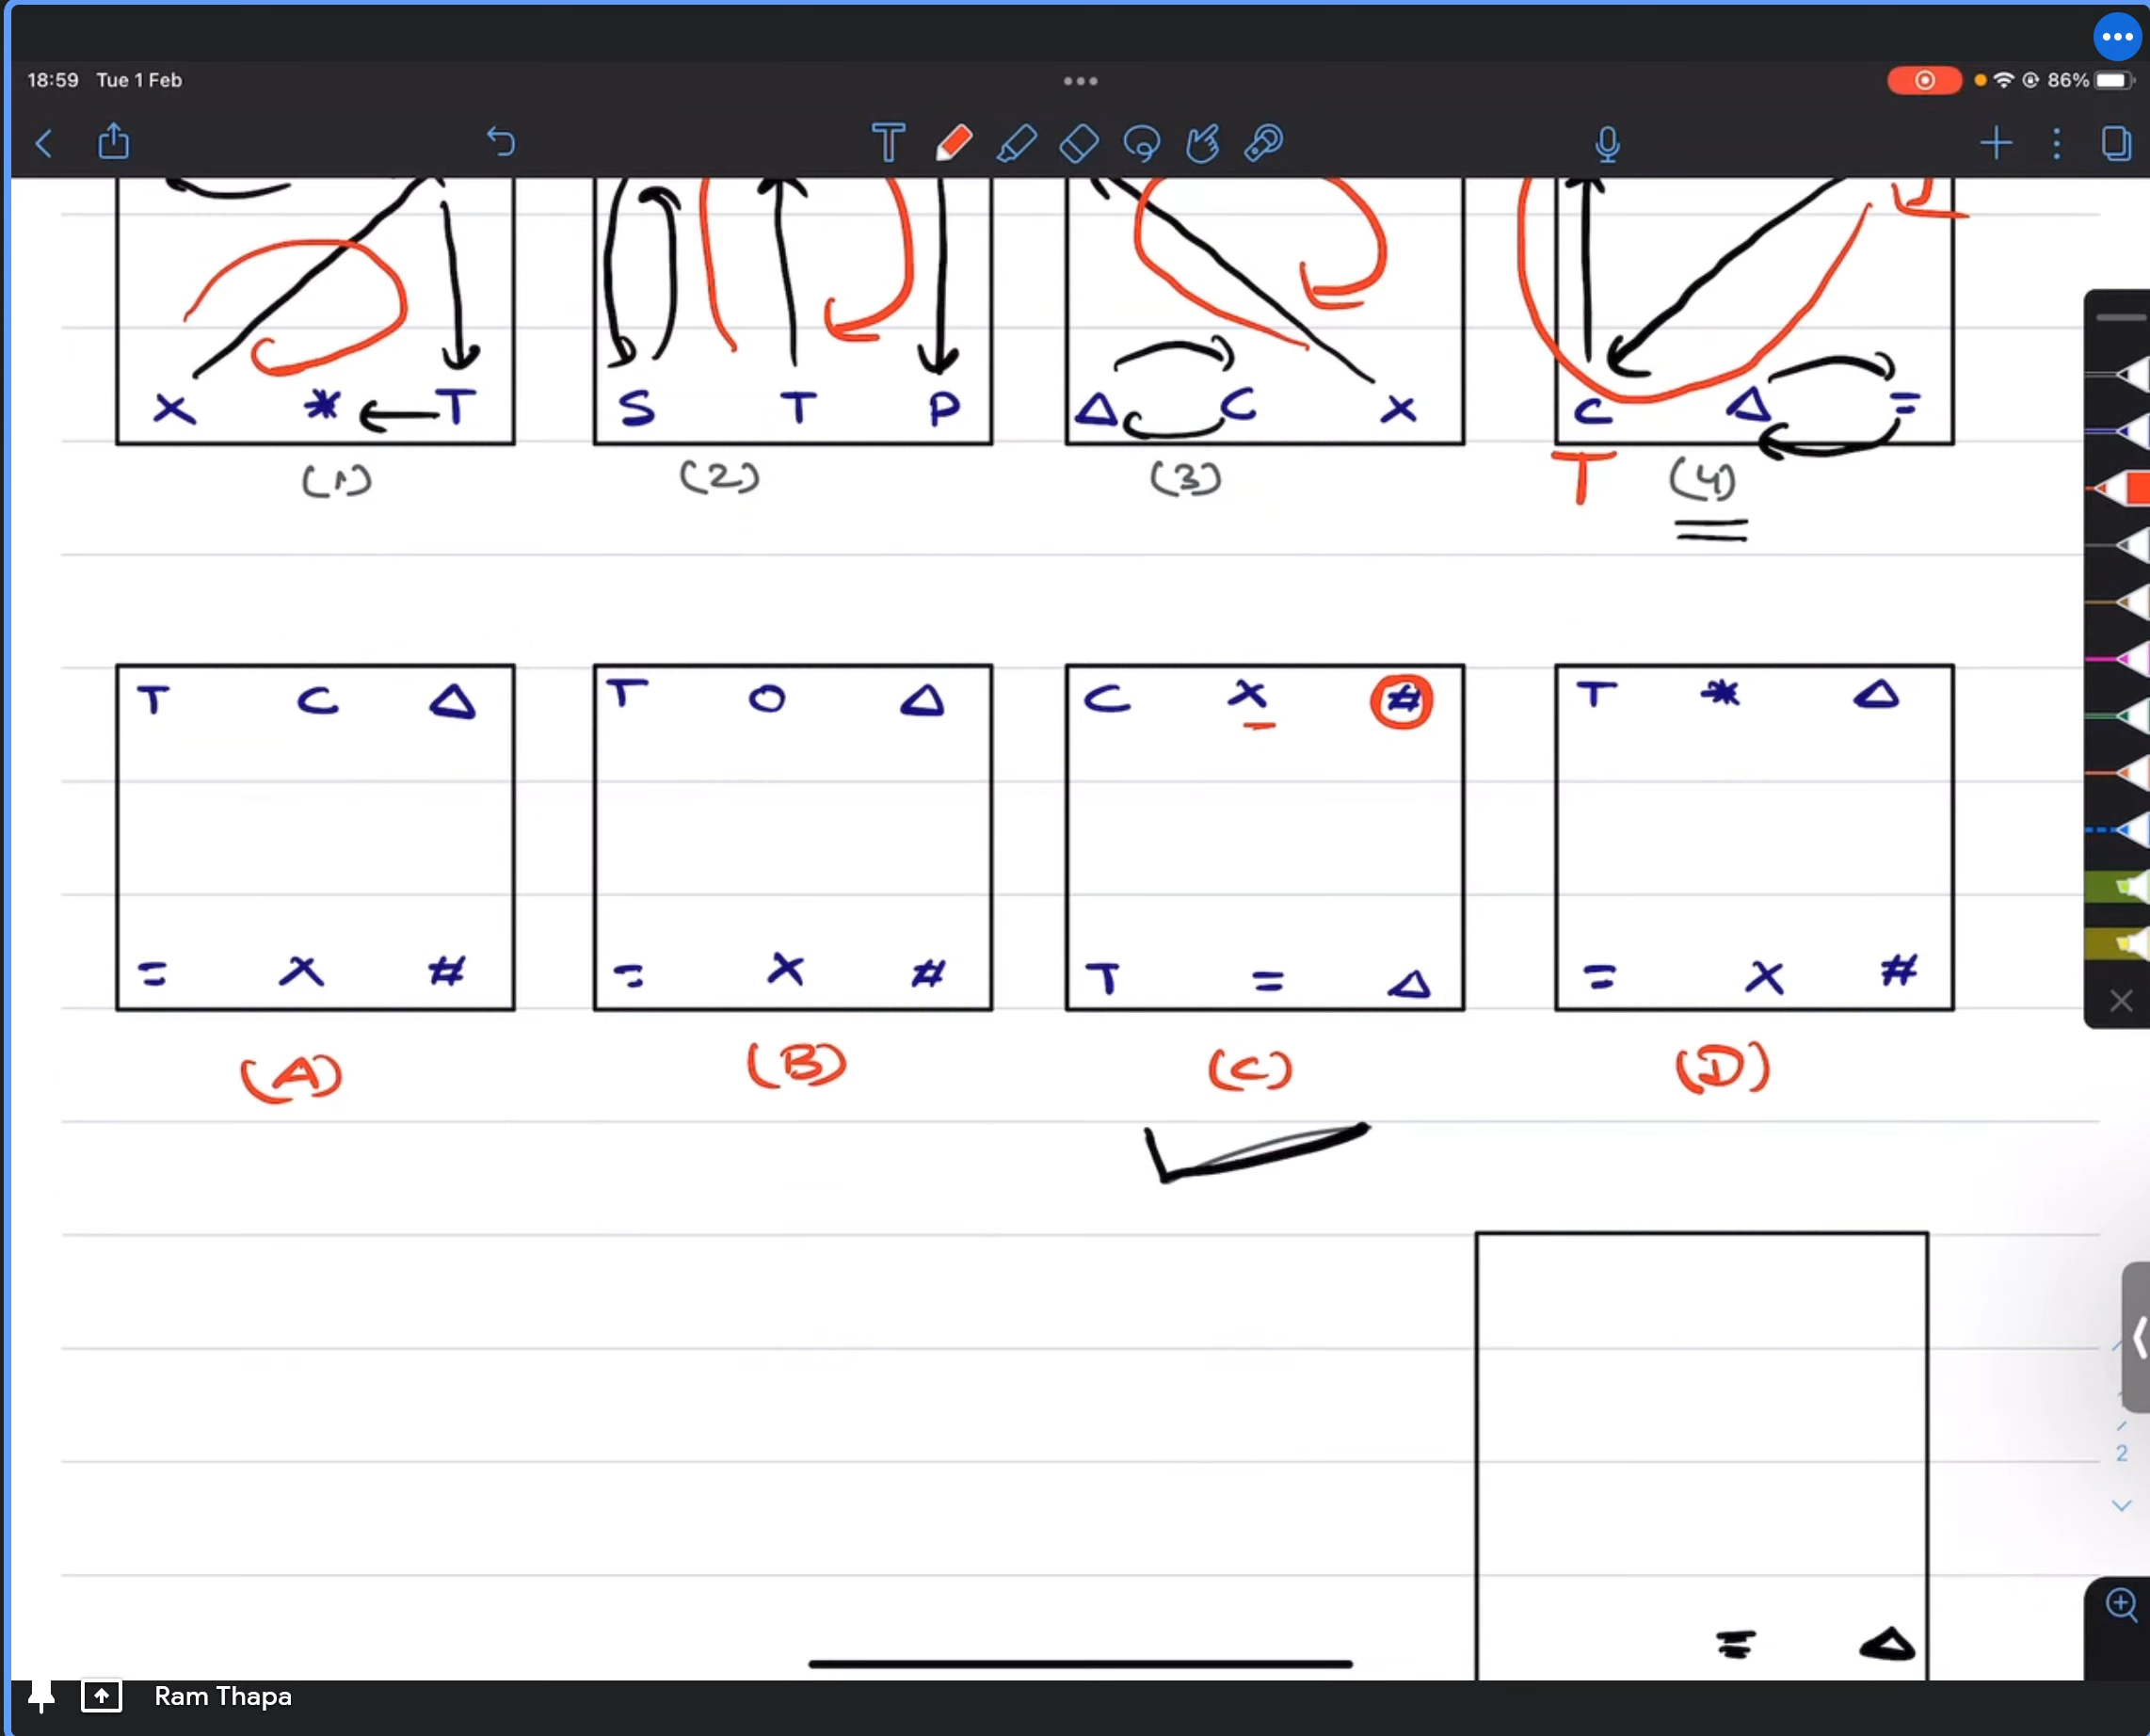 18:59 Tue 1 Feb
86%
T
X * T
S T P
Δ C X
C Δ =
(1) (2) (3) T (4)
T C Δ
T O Δ
C X #
T * Δ
= X #
= X #
T = Δ
= X #
(A) (B) (C) (D)
2
= Δ
Ram Thapa